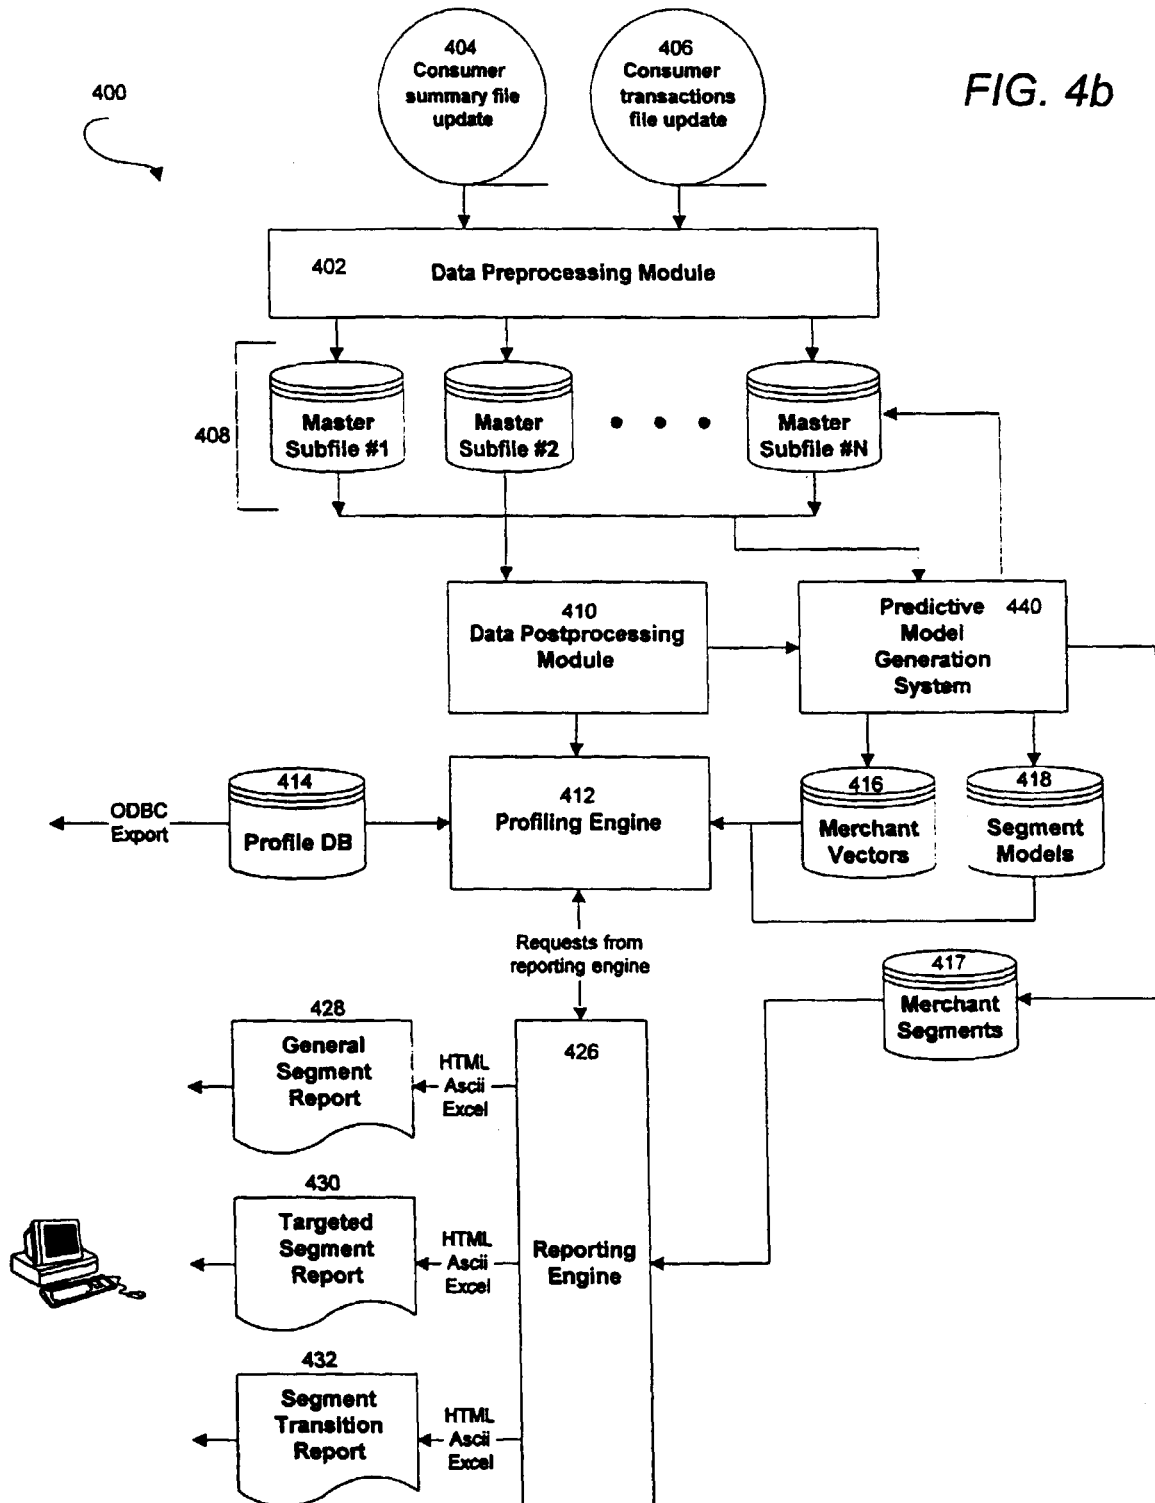 FIG. 4b
400
404
Consumer
summary file
update
406
Consumer
transactions
file update
402
Data Preprocessing Module
408
Master
Subfile #1
Master
Subfile #2
Master
Subfile #N
410
Data Postprocessing
Module
Predictive
Model
Generation
System
440
ODBC
Export
414
Profile DB
412
Profiling Engine
416
Merchant
Vectors
418
Segment
Models
Requests from
reporting engine
417
Merchant
Segments
428
General
Segment
Report
HTML
Ascii
Excel
426
Reporting
Engine
430
Targeted
Segment
Report
HTML
Ascii
Excel
432
Segment
Transition
Report
HTML
Ascii
Excel